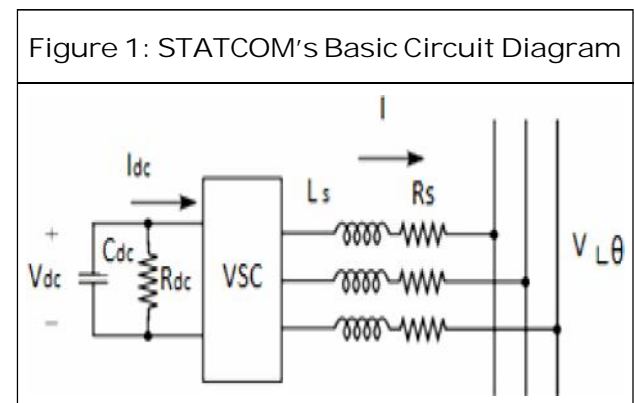 Figure 1: STATCOM's Basic Circuit Diagram
I
Idc
Ls
Rs
+
Vdc
Cdc
Rdc
VSC
V∟θ
−